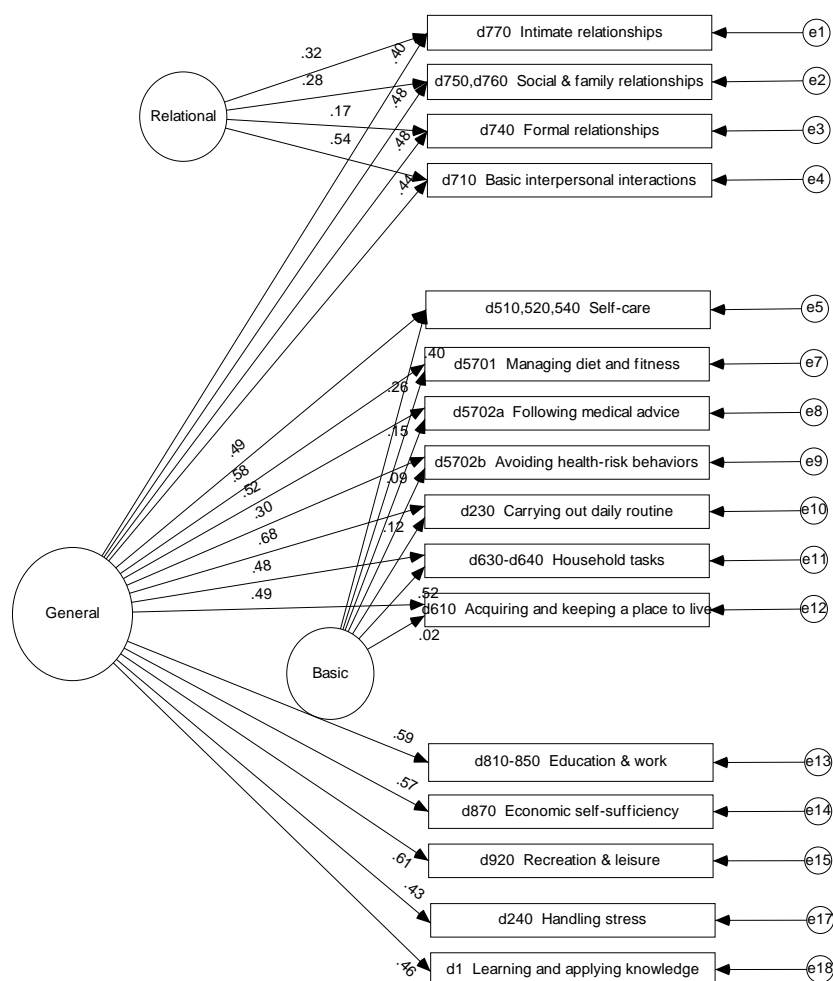 d770 Intimate relationships
e1
.32
.40
d750,d760 Social & family relationships
e2
.28
.48
Relational
.17
d740 Formal relationships
e3
.54
.48
d710 Basic interpersonal interactions
e4
.44
d510,520,540 Self-care
e5
.40
d5701 Managing diet and fitness
e7
.26
d5702a Following medical advice
e8
.15
.49
d5702b Avoiding health-risk behaviors
e9
.58
.09
.52
.30
d230 Carrying out daily routine
e10
.68
.12
.48
d630-d640 Household tasks
e11
.49
.52
d610 Acquiring and keeping a place to live
e12
General
.02
Basic
.59
d810-850 Education & work
e13
.57
d870 Economic self-sufficiency
e14
.61
d920 Recreation & leisure
e15
.43
d240 Handling stress
e17
.46
d1 Learning and applying knowledge
e18